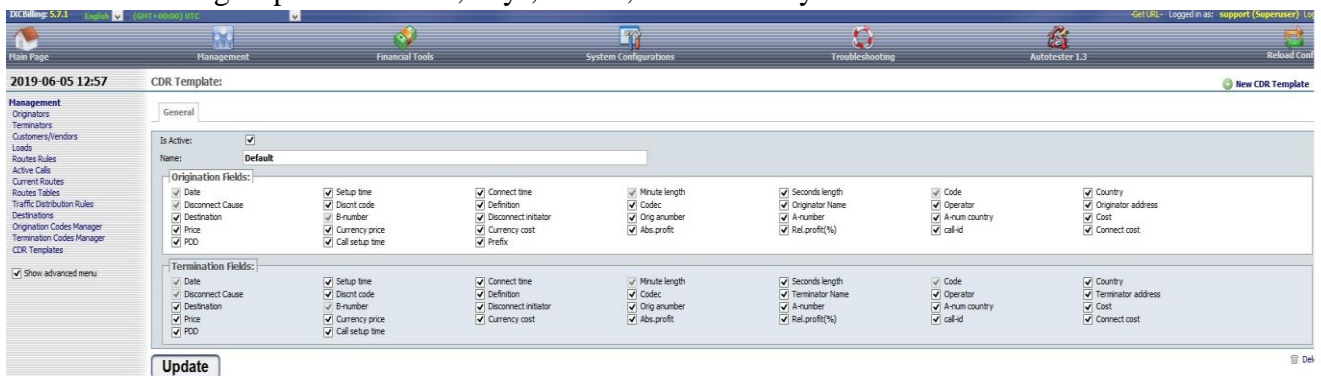 IXCBilling: 5.7.1 English (GMT+00:00) UTC -Get URL- Logged in as: support (Superuser)
Main Page Management Financial Tools System Configurations Troubleshooting Autotester 1.3 Reload Conf
2019-06-05 12:57 CDR Template: New CDR Template
Management
Originators
Terminators
Customers/Vendors
Loads
Routes Rules
Active Calls
Current Routes
Routes Tables
Traffic Distribution Rules
Destinations
Origination Codes Manager
Termination Codes Manager
CDR Templates
Show advanced menu
General
Is Active:
Name: Default
Origination Fields:
Date Setup time Connect time Minute length Seconds length Code Country
Disconnect Cause Discnt code Definition Codec Originator Name Operator Originator address
Destination B-number Disconnect initiator Orig anumber A-number A-num country Cost
Price Currency price Currency cost Abs.profit Rel.profit(%) call-id Connect cost
PDD Call setup time Prefix
Termination Fields:
Date Setup time Connect time Minute length Seconds length Code Country
Disconnect Cause Discnt code Definition Codec Terminator Name Operator Terminator address
Destination B-number Disconnect initiator Orig anumber A-number A-num country Cost
Price Currency price Currency cost Abs.profit Rel.profit(%) call-id Connect cost
PDD Call setup time
Update